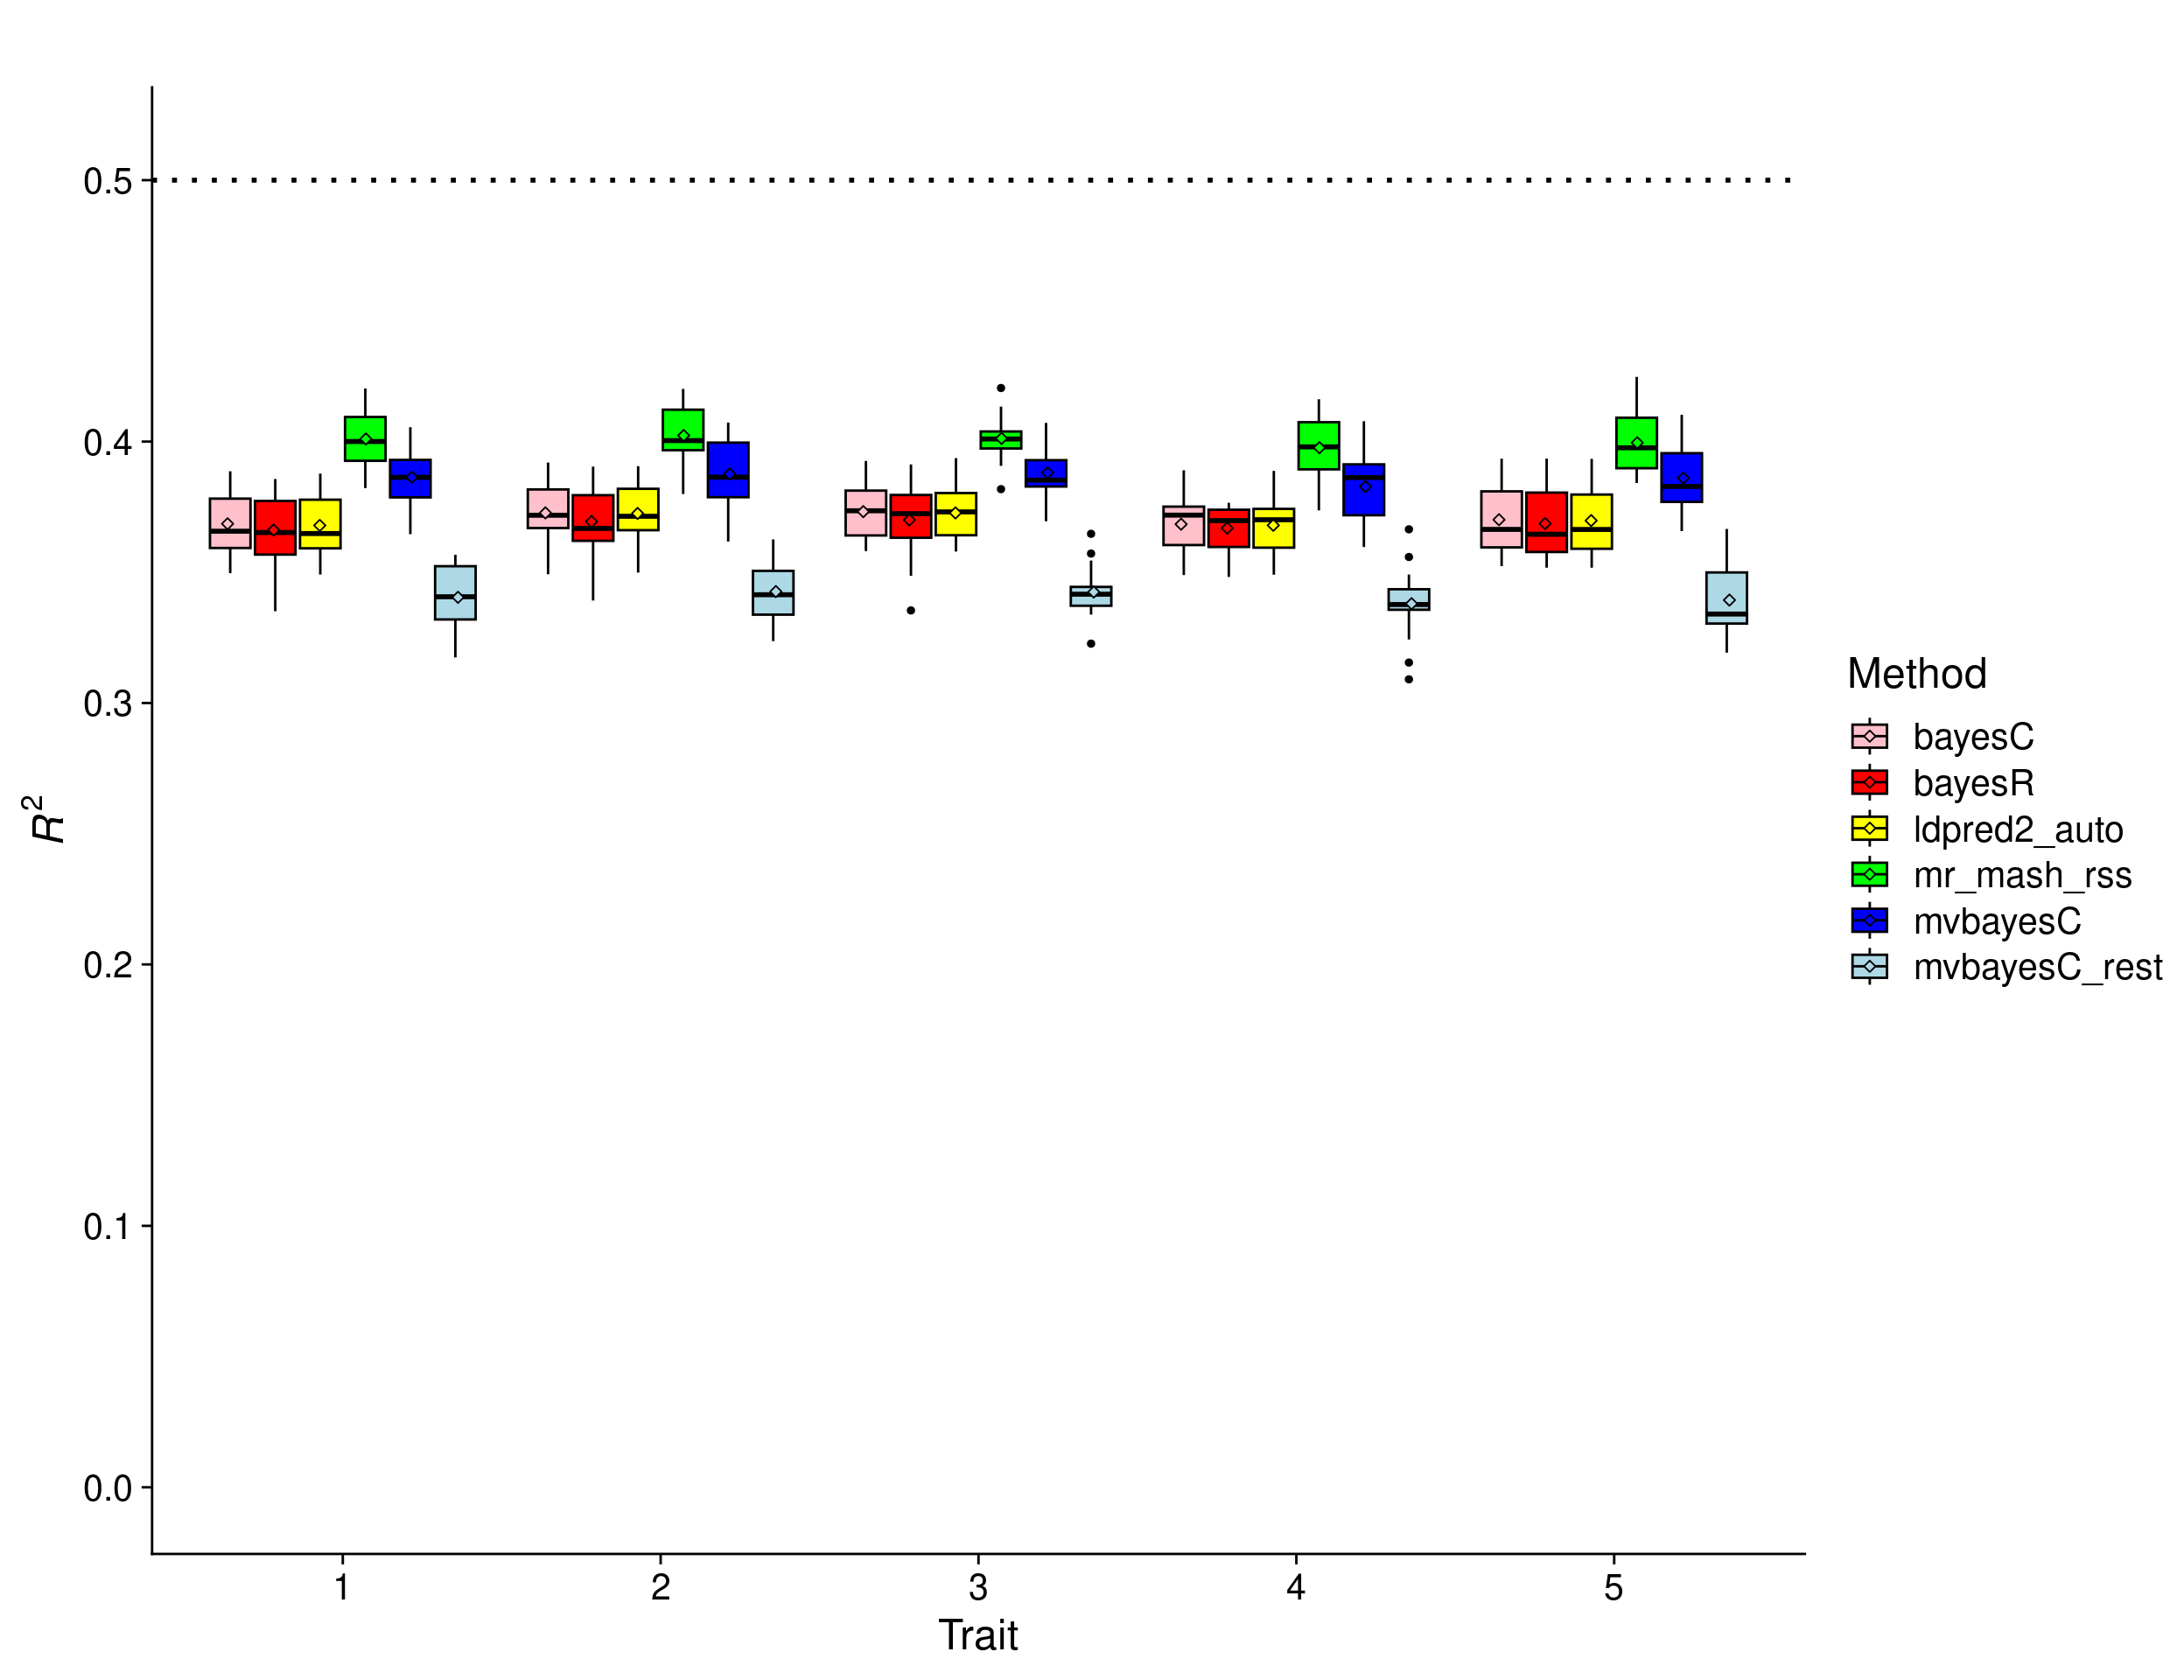 0.5
0.4
0.3
0.2
0.1
0.0
R²
1 2 3 4 5
Trait
Method
bayesC
bayesR
ldpred2_auto
mr_mash_rss
mvbayesC
mvbayesC_rest